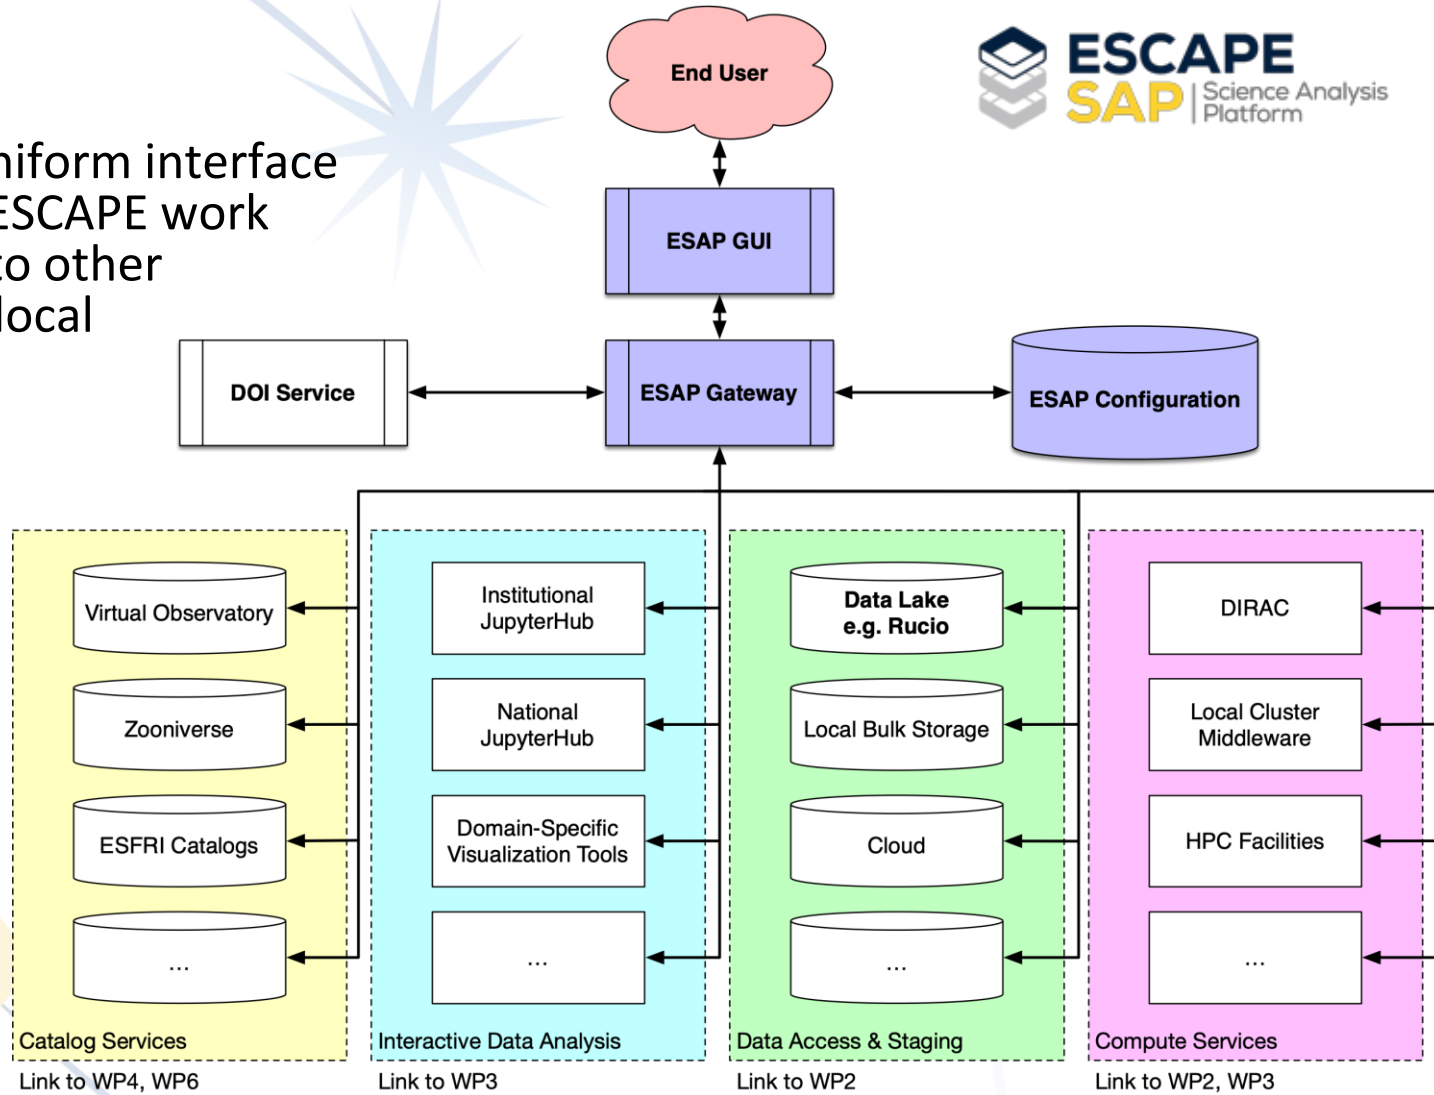 End User
ESCAPE
SAP
Science Analysis
Platform
niform interface
ESCAPE work
to other
local
ESAP GUI
DOI Service
ESAP Gateway
ESAP Configuration
Virtual Observatory
Zooniverse
ESFRI Catalogs
...
Catalog Services
Link to WP4, WP6
Institutional
JupyterHub
National
JupyterHub
Domain-Specific
Visualization Tools
...
Interactive Data Analysis
Link to WP3
Data Lake
e.g. Rucio
Local Bulk Storage
Cloud
...
Data Access & Staging
Link to WP2
DIRAC
Local Cluster
Middleware
HPC Facilities
...
Compute Services
Link to WP2, WP3